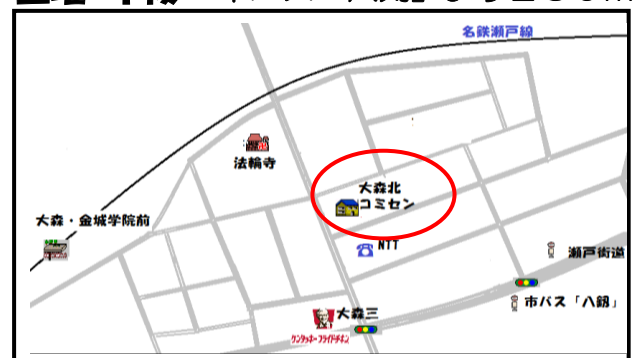 名鉄瀬戸線
法輪寺
大森北
コミセン
大森・金城学院前
NTT
瀬戸街道
市バス「八剱」
大森三
ケンタッキーフライドチキン